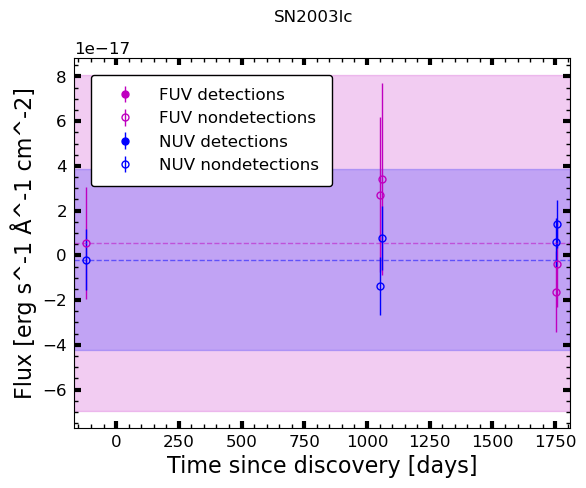 SN2003lc
1e−17
8
6
4
2
0
−2
−4
−6
Flux [erg s^-1 Å^-1 cm^-2]
FUV detections
FUV nondetections
NUV detections
NUV nondetections
0 250 500 750 1000 1250 1500 1750
Time since discovery [days]